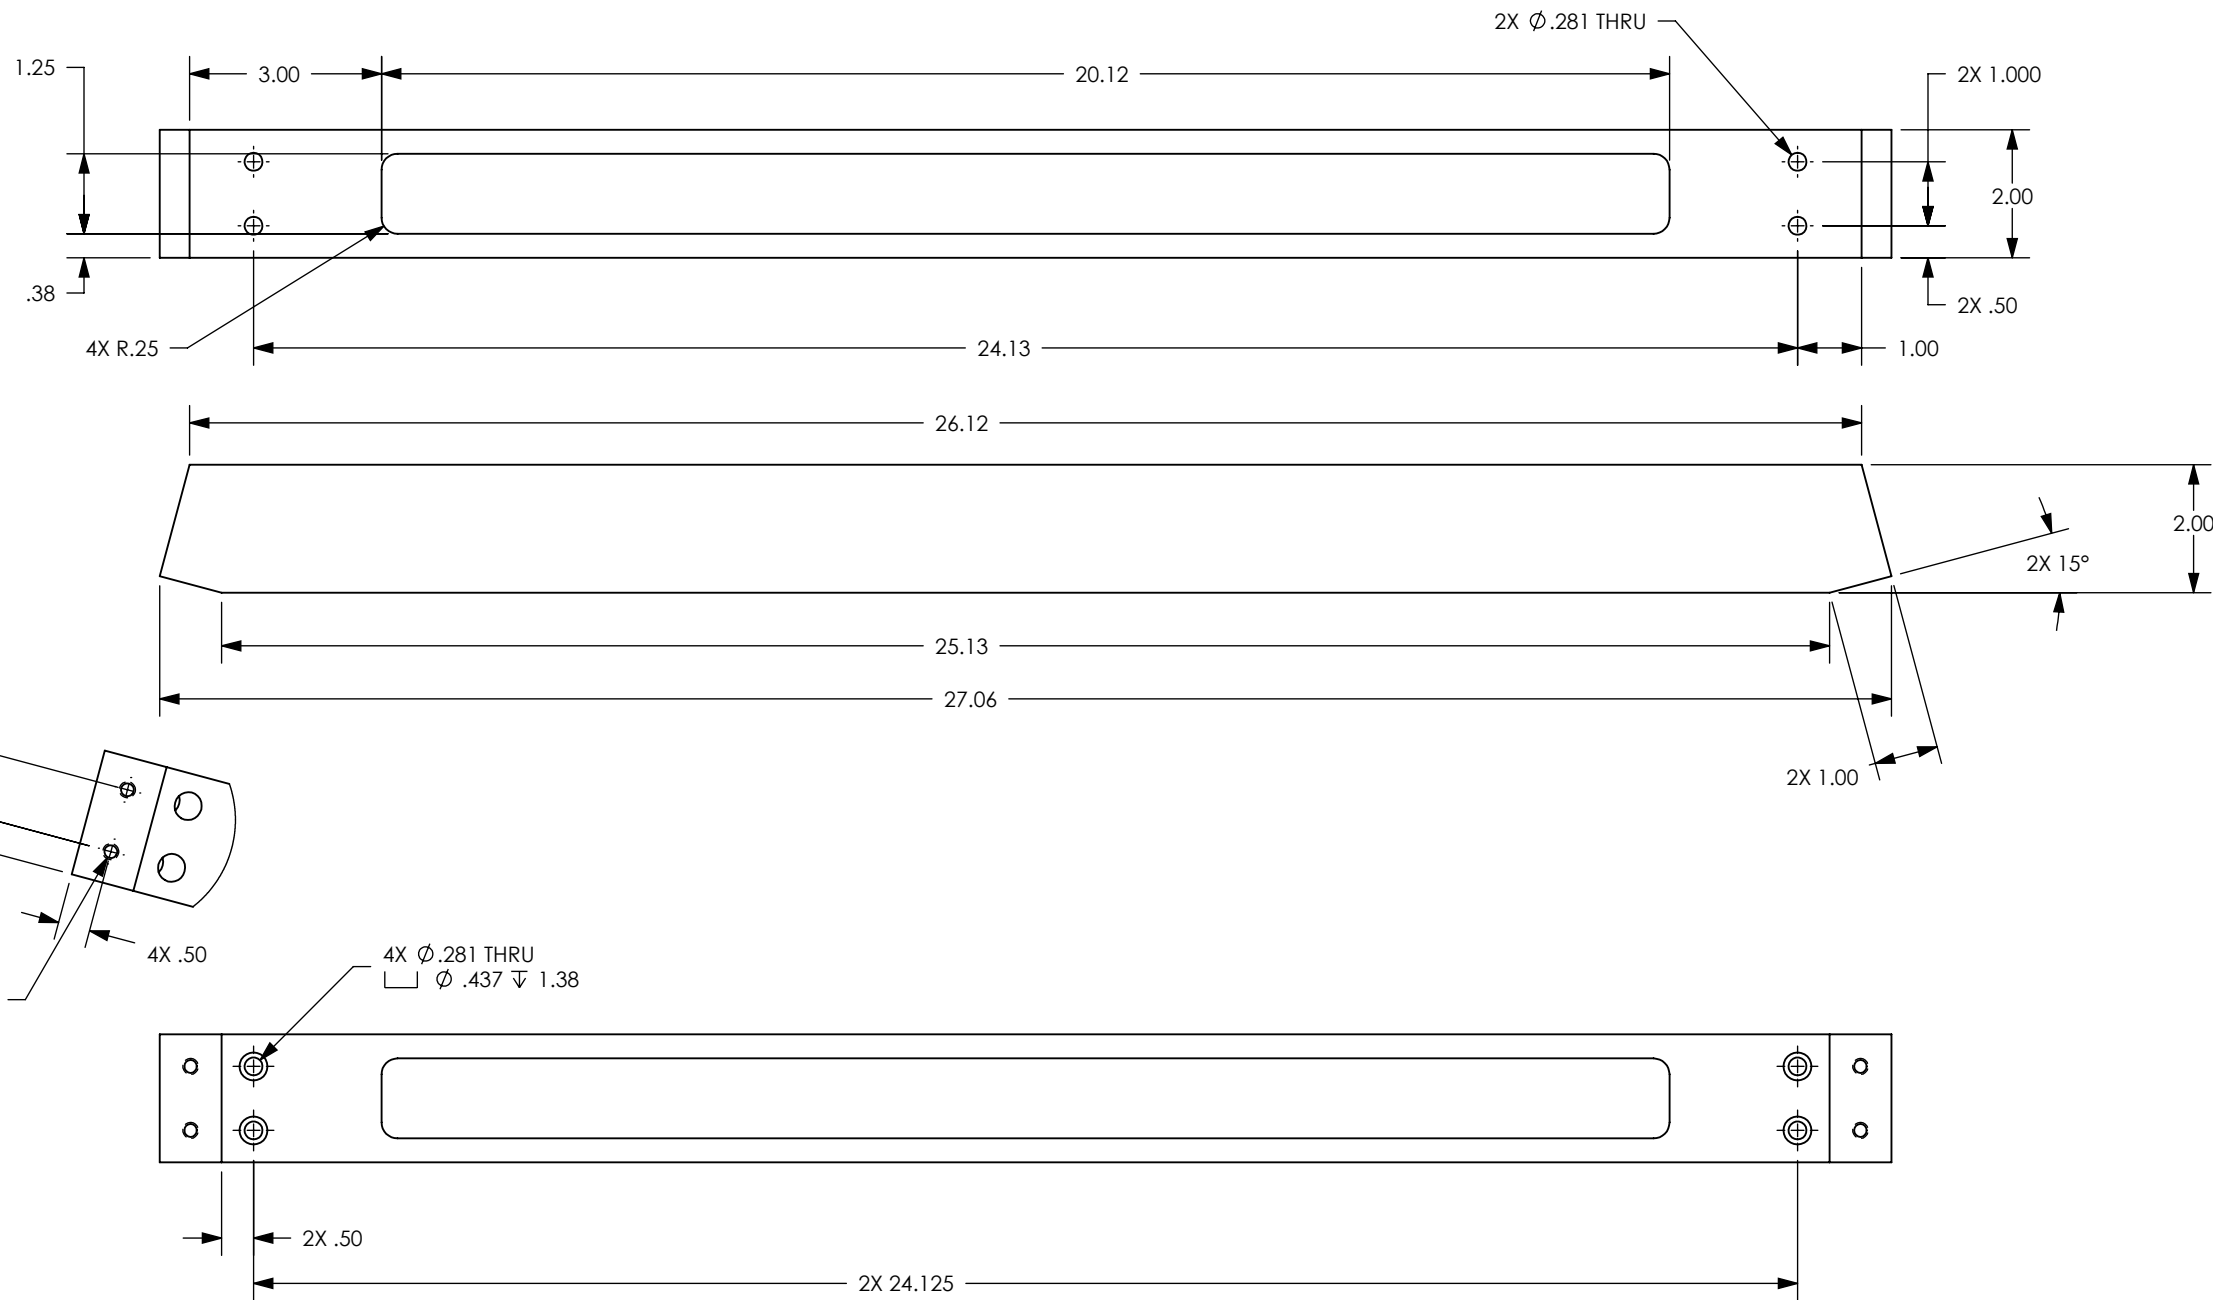 2X ⌀.281 THRU
1.25
3.00
20.12
2X 1.000
2.00
.38
2X .50
4X R.25
24.13
1.00
26.12
2.00
2X 15°
25.13
27.06
2X 1.00
4X .50
4X ⌀.281 THRU
⌴ ⌀ .437 ↧ 1.38
2X .50
2X 24.125